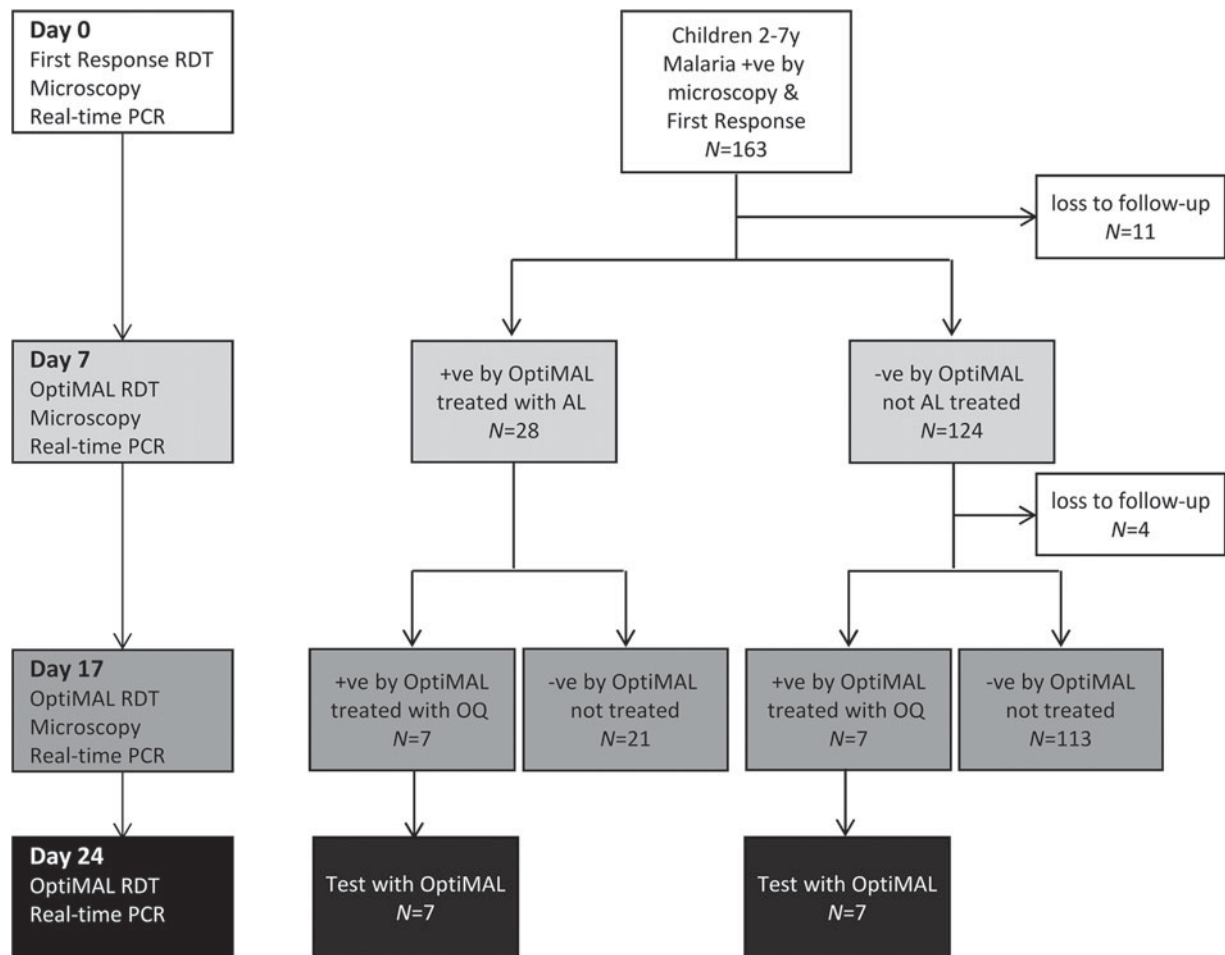 Day 0
First Response RDT
Microscopy
Real-time PCR
Children 2-7y
Malaria +ve by
microscopy &
First Response
N=163
loss to follow-up
N=11
Day 7
OptiMAL RDT
Microscopy
Real-time PCR
+ve by OptiMAL
treated with AL
N=28
-ve by OptiMAL
not AL treated
N=124
loss to follow-up
N=4
Day 17
OptiMAL RDT
Microscopy
Real-time PCR
+ve by OptiMAL
treated with OQ
N=7
-ve by OptiMAL
not treated
N=21
+ve by OptiMAL
treated with OQ
N=7
-ve by OptiMAL
not treated
N=113
Day 24
OptiMAL RDT
Real-time PCR
Test with OptiMAL
N=7
Test with OptiMAL
N=7